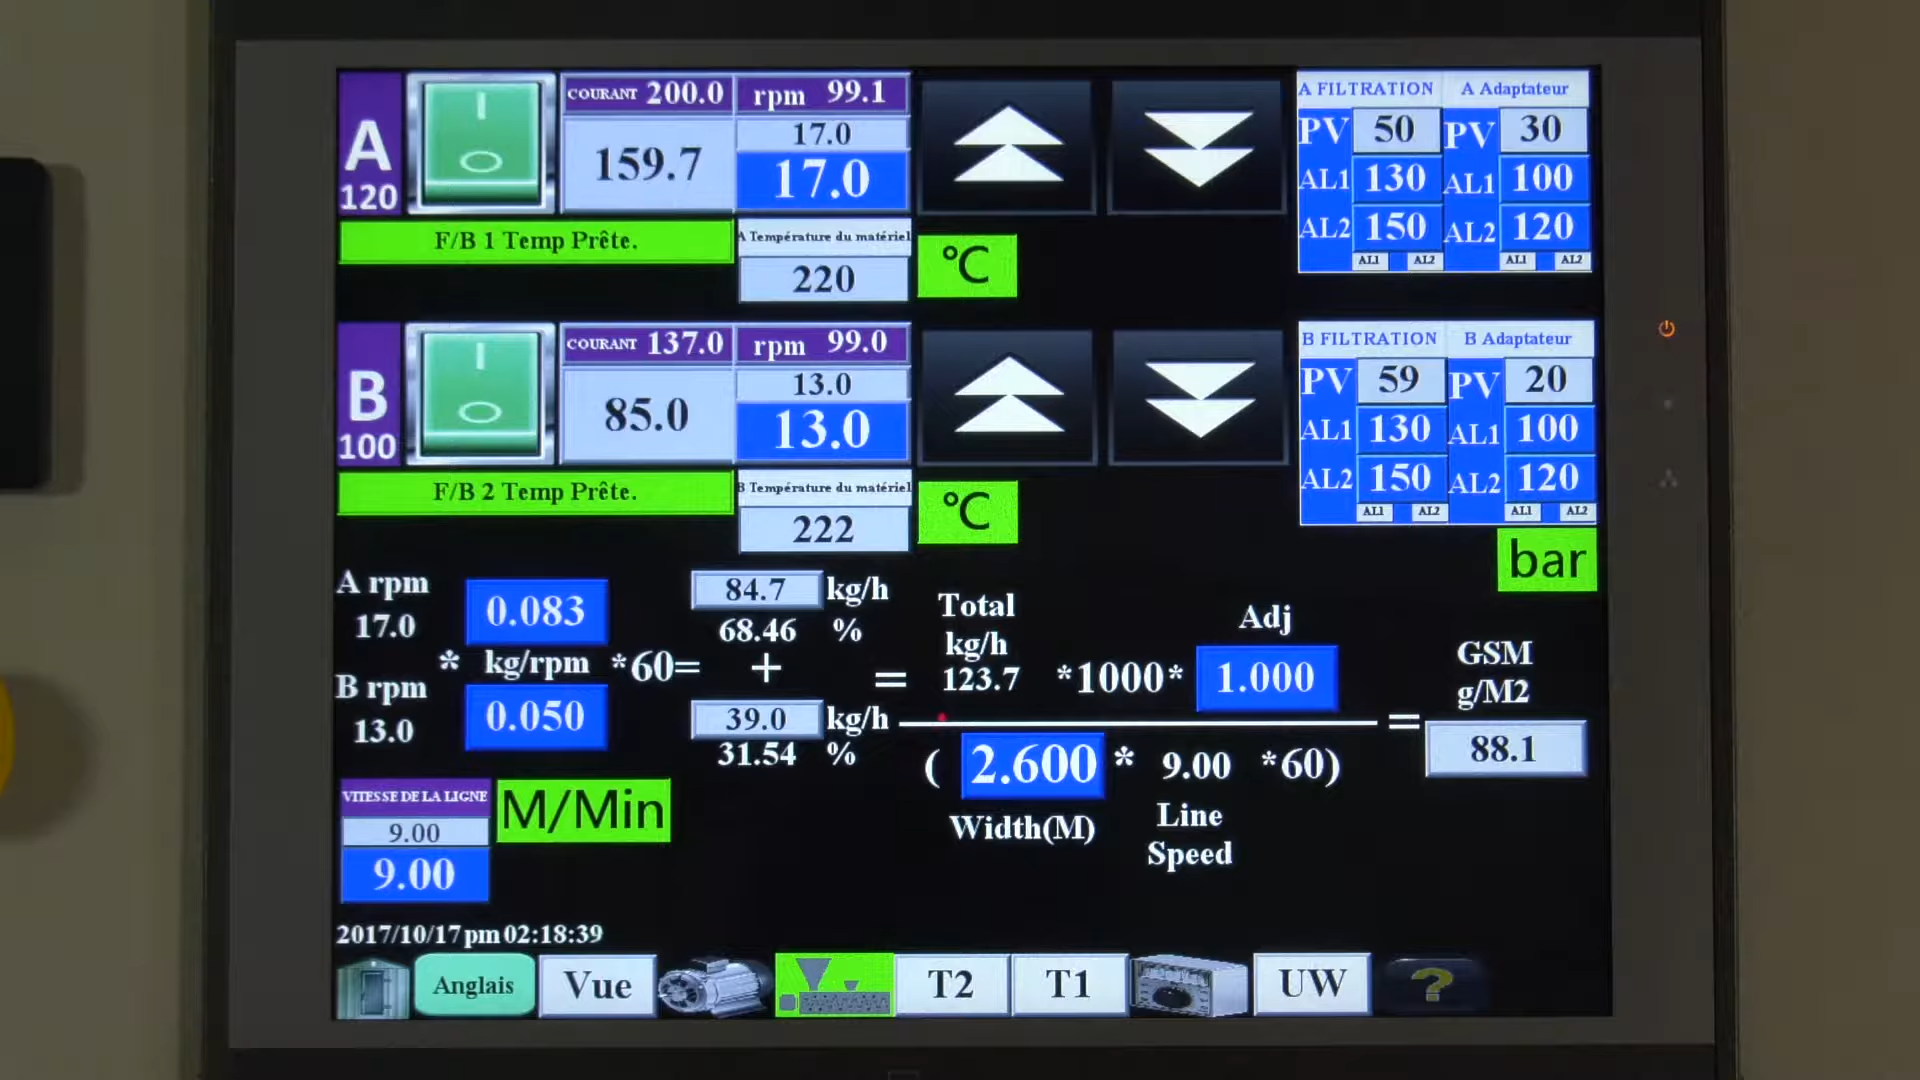 A
120
COURANT 200.0
159.7
rpm 99.1
17.0
17.0
F/B 1 Temp Prête.
A Température du matériel
220
°C
A FILTRATION A Adaptateur
PV 50 PV 30
AL1 130 AL1 100
AL2 150 AL2 120
AL1 AL2 AL1 AL2
B
100
COURANT 137.0
85.0
rpm 99.0
13.0
13.0
F/B 2 Temp Prête.
B Température du matériel
222
°C
B FILTRATION B Adaptateur
PV 59 PV 20
AL1 130 AL1 100
AL2 150 AL2 120
AL1 AL2 AL1 AL2
bar
A rpm
17.0
B rpm
13.0
*
0.083
kg/rpm
0.050
*60=
84.7 kg/h
68.46 %
+
39.0 kg/h
31.54 %
=
Total
kg/h
123.7
*1000*
Adj
1.000
( 2.600 * 9.00 *60)
Width(M)
Line
Speed
=
GSM
g/M2
88.1
VITESSE DE LA LIGNE
9.00
9.00
M/Min
2017/10/17 pm 02:18:39
Anglais
Vue
T2
T1
UW
?